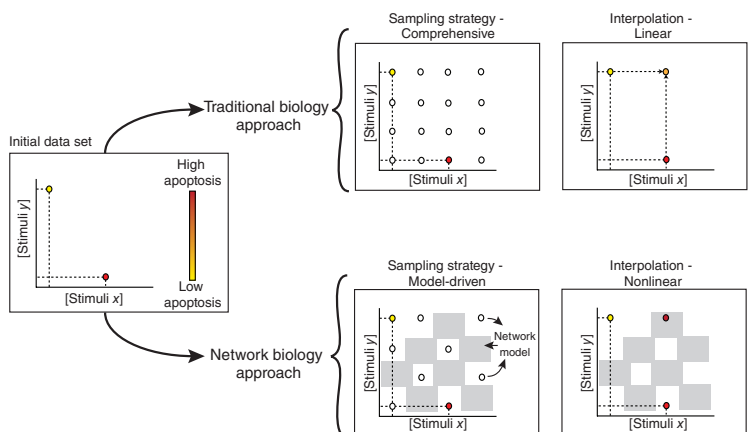 Initial data set
[Stimuli y]
[Stimuli x]
High
apoptosis
Low
apoptosis
Traditional biology
approach
Sampling strategy -
Comprehensive
[Stimuli y]
[Stimuli x]
Interpolation -
Linear
[Stimuli y]
[Stimuli x]
Network biology
approach
Sampling strategy -
Model-driven
[Stimuli y]
[Stimuli x]
Network
model
Interpolation -
Nonlinear
[Stimuli y]
[Stimuli x]